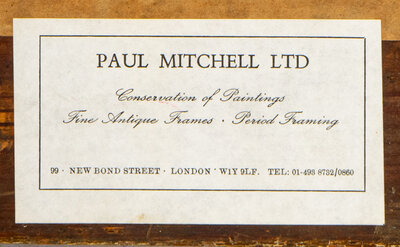 PAUL MITCHELL LTD
Conservation of Paintings
Fine Antique Frames · Period Framing
99 · NEW BOND STREET · LONDON · W1Y 9LF. TEL: 01-493 8732/0860